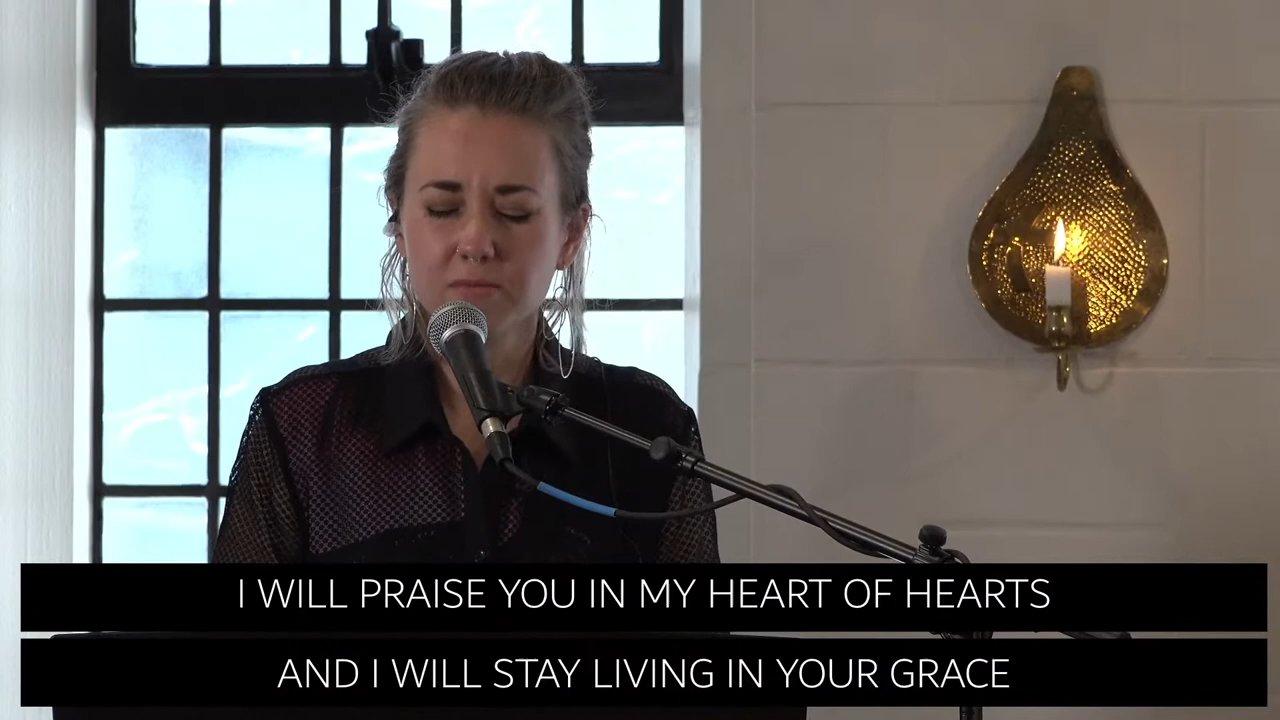 I WILL PRAISE YOU IN MY HEART OF HEARTS
AND I WILL STAY LIVING IN YOUR GRACE